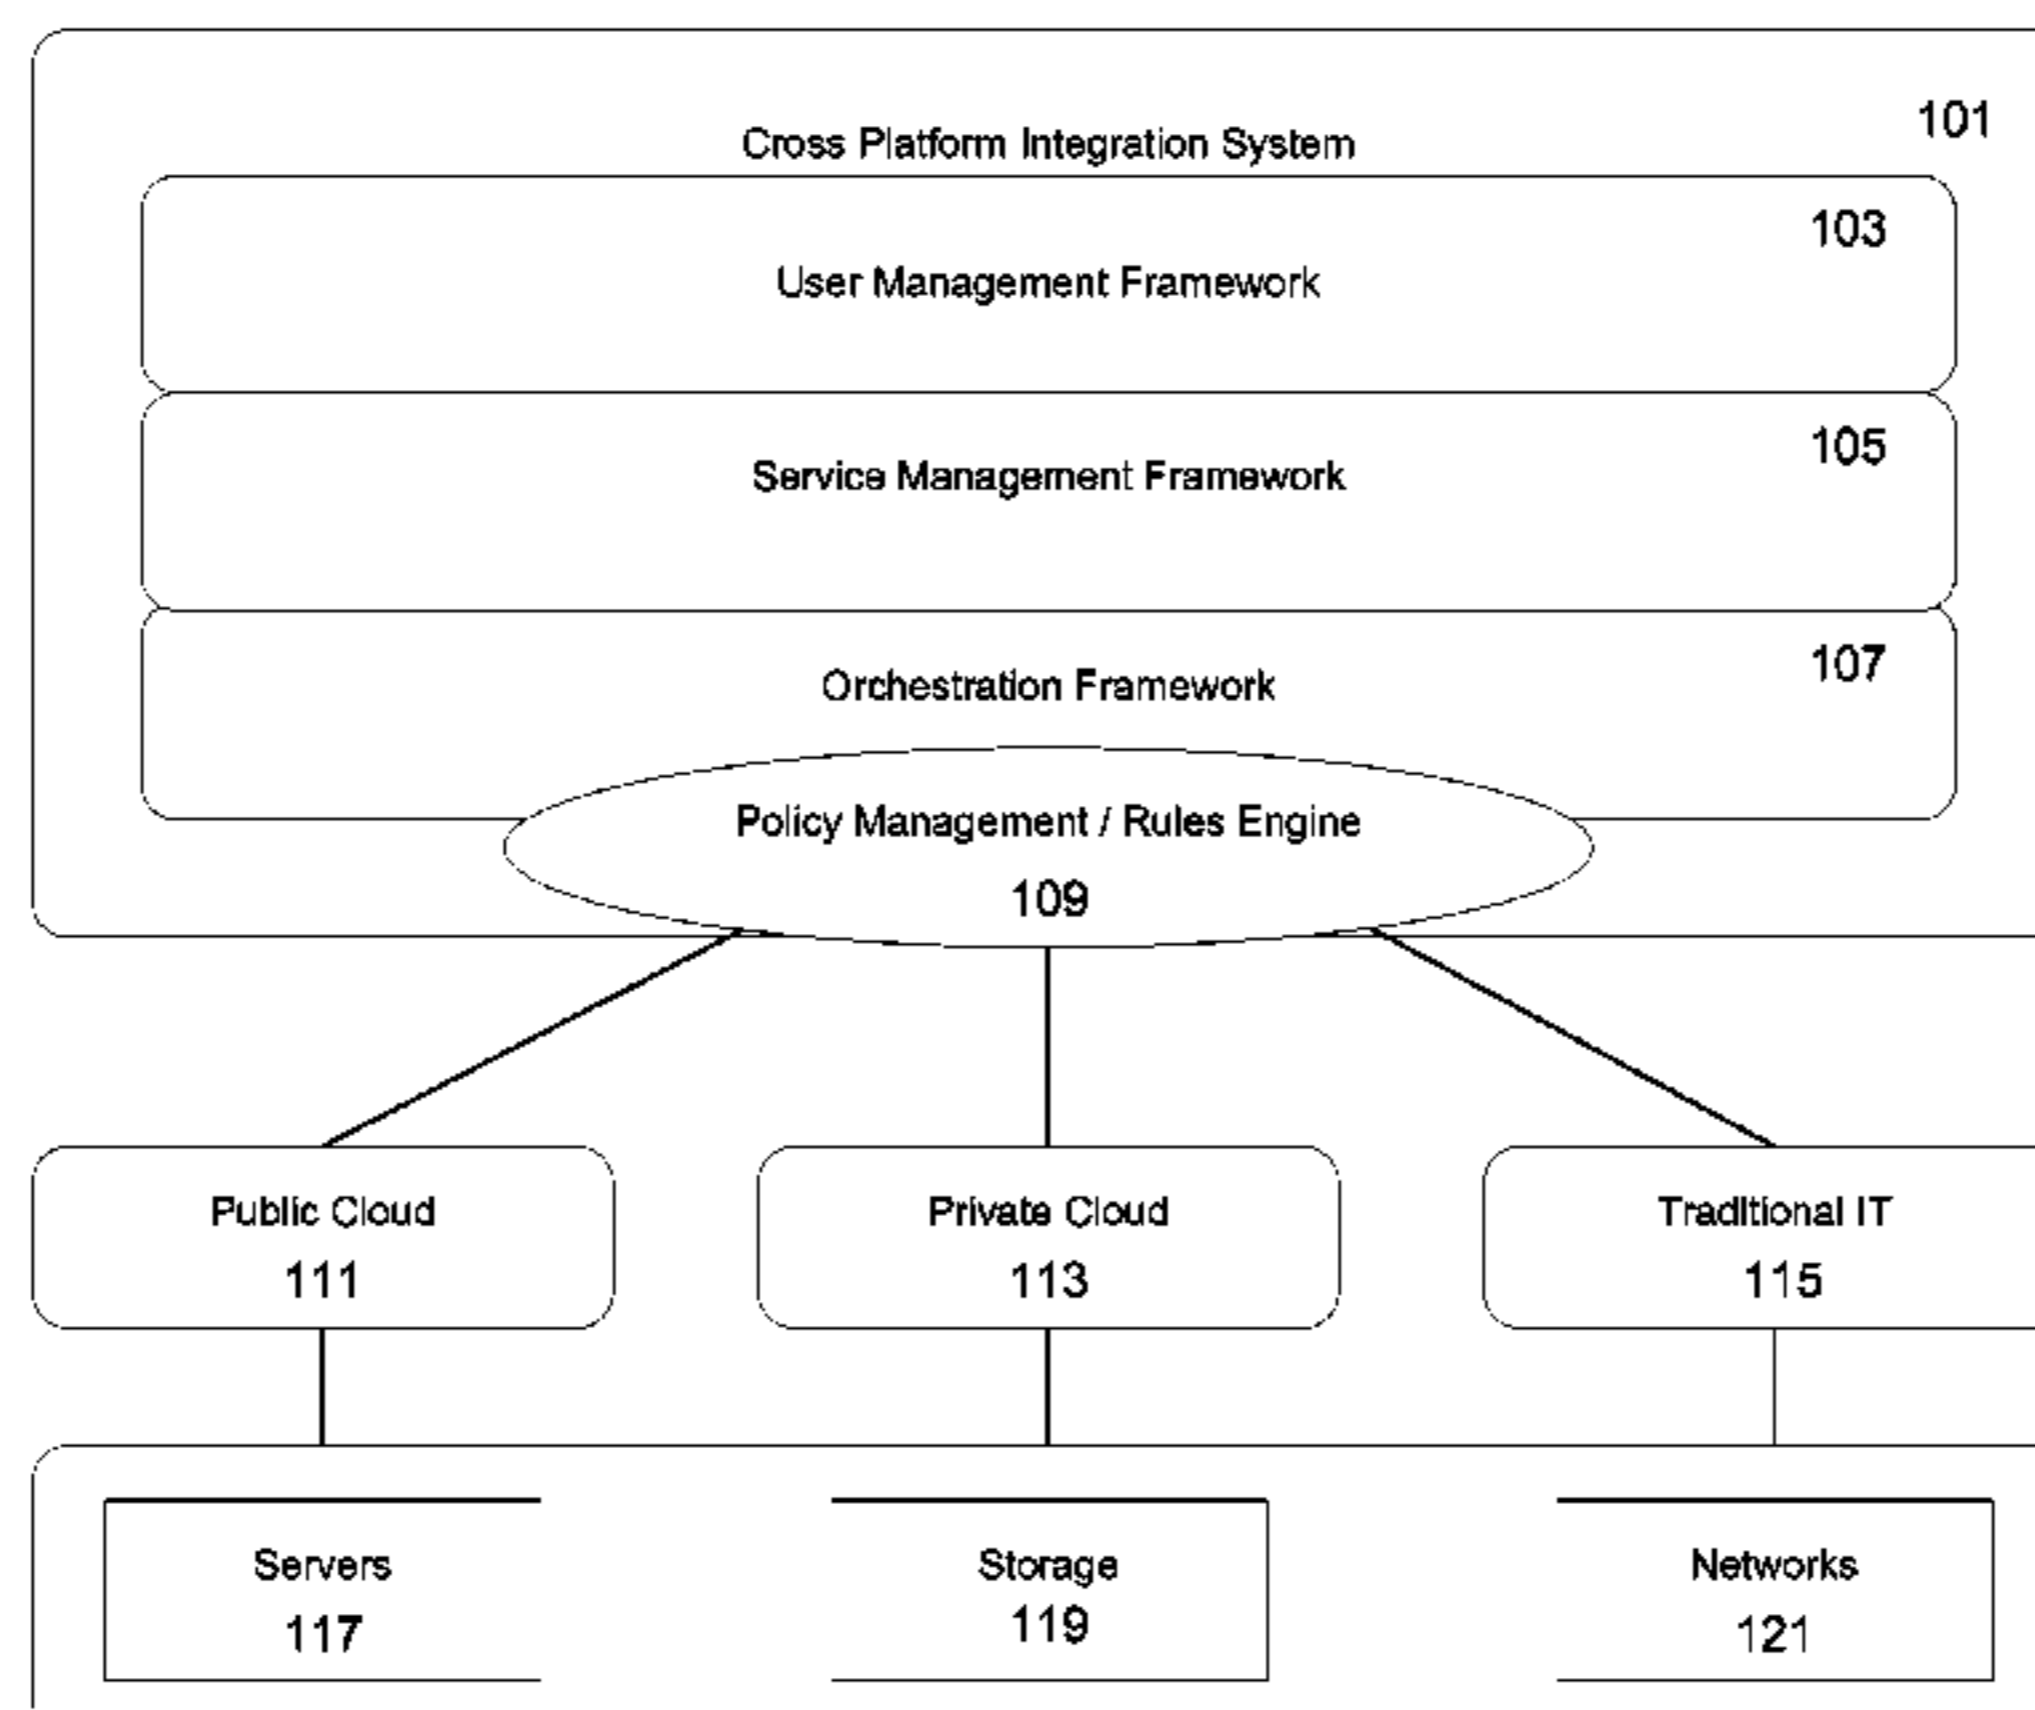 101
Cross Platform Integration System
103
User Management Framework
105
Service Management Framework
107
Orchestration Framework
Policy Management / Rules Engine
109
Public Cloud
111
Private Cloud
113
Traditional IT
115
Servers
117
Storage
119
Networks
121